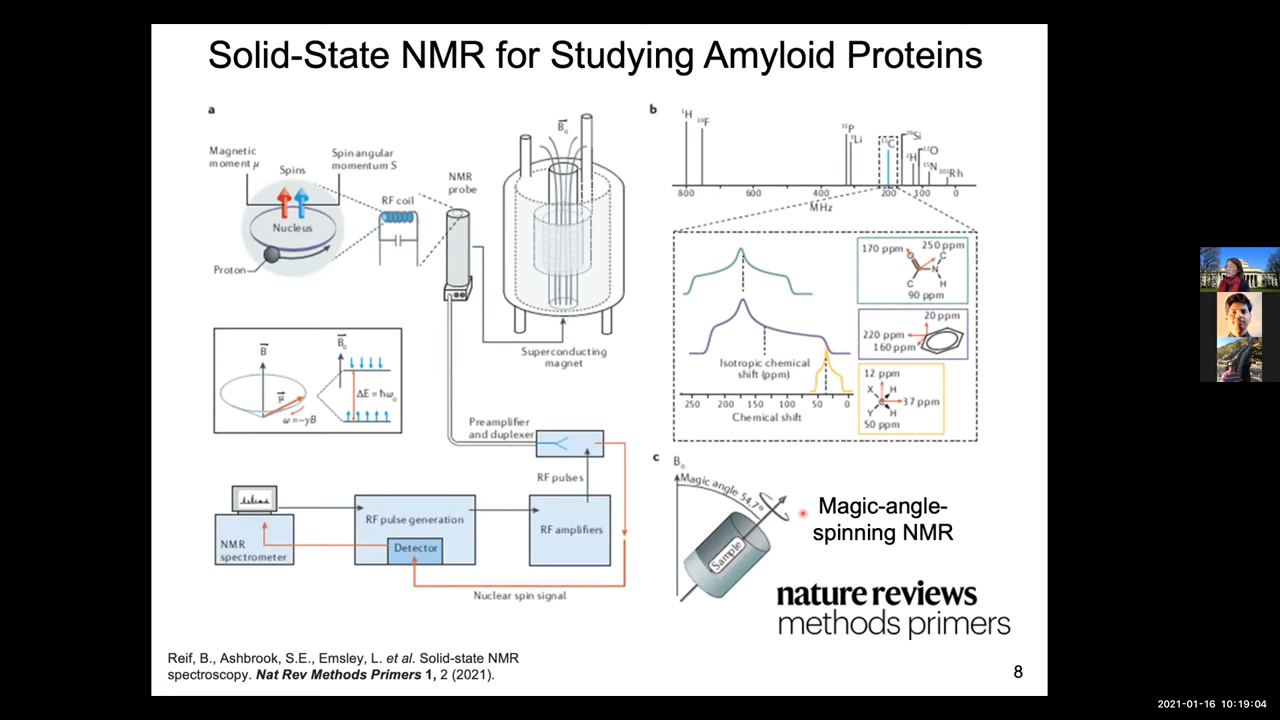 Solid-State NMR for Studying Amyloid Proteins
a
Magnetic
moment μ
Spins
Spin angular
momentum S
Nucleus
Proton
RF coil
NMR
probe
B₀
Superconducting
magnet
B
μ
ω=-γB
B₀
ΔE = ħω₀
Preamplifier
and duplexer
RF pulses
NMR
spectrometer
RF pulse generation
Detector
RF amplifiers
Nuclear spin signal
b
¹H
¹⁹F
³¹P
⁷Li
¹³C
²⁹Si
²H
¹⁷O
¹⁵N
¹⁰³Rh
800 600 400 200 100 0
MHz
170 ppm
250 ppm
O
C
N
C
H
90 ppm
20 ppm
220 ppm
160 ppm
12 ppm
X
H
C
37 ppm
Y
H
50 ppm
Isotropic chemical
shift (ppm)
250 200 150 100 50 0
Chemical shift
c
B₀
Magic angle 54.7°
Sample
Magic-angle-
spinning NMR
nature reviews
methods primers
Reif, B., Ashbrook, S.E., Emsley, L. et al. Solid-state NMR
spectroscopy. Nat Rev Methods Primers 1, 2 (2021).
8
2021-01-16 10:19:04